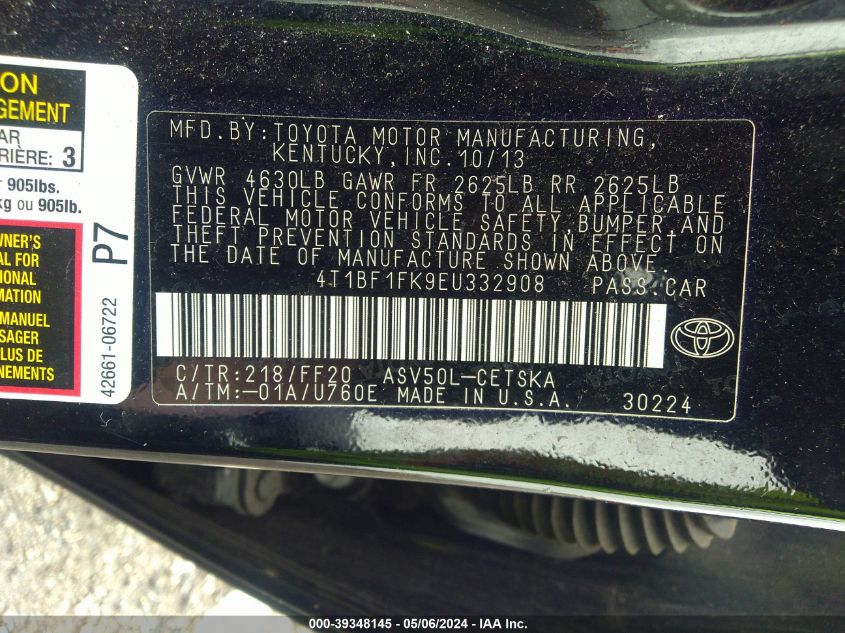 ON
GEMENT
AR
RIÈRE: 3
r 905lbs.
kg ou 905lb.
WNER'S
AL FOR
TIONAL
RMATION
MANUEL
SAGER
PLUS DE
NEMENTS
P7
42661-06722
MFD.BY:TOYOTA MOTOR MANUFACTURING,
KENTUCKY, INC.10/13
GVWR 4630LB GAWR FR 2625LB RR 2625LB
THIS VEHICLE CONFORMS TO ALL APPLICABLE
FEDERAL MOTOR VEHICLE SAFETY,BUMPER,AND
THEFT PREVENTION STANDARDS IN EFFECT ON
THE DATE OF MANUFACTURE SHOWN ABOVE
4T1BF1FK9EU332908 PASS.CAR
C/TR:218/FF20 ASV50L-CETSKA
A/TM:-01A/U760E MADE IN U.S.A. 30224
000-39348145 - 05/06/2024 - IAA Inc.